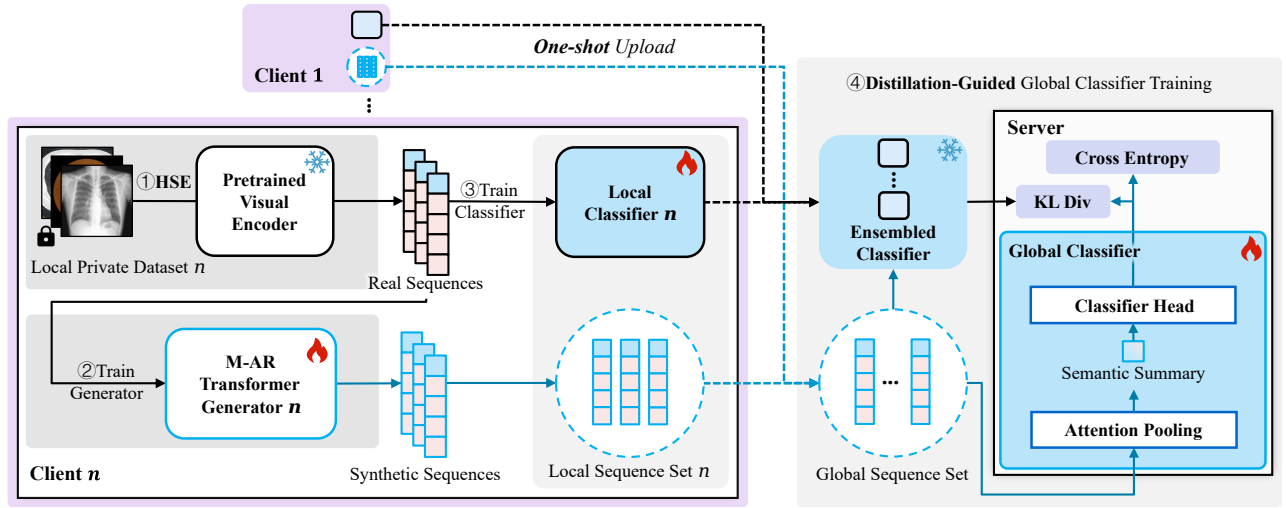 One-shot Upload
Client 1
④Distillation-Guided Global Classifier Training
Server
Cross Entropy
KL Div
①HSE
Pretrained
Visual
Encoder
③Train
Classifier
Local
Classifier n
Ensembled
Classifier
Local Private Dataset n
Real Sequences
Global Classifier
Classifier Head
Semantic Summary
Attention Pooling
②Train
Generator
M-AR
Transformer
Generator n
Client n
Synthetic Sequences
Local Sequence Set n
Global Sequence Set